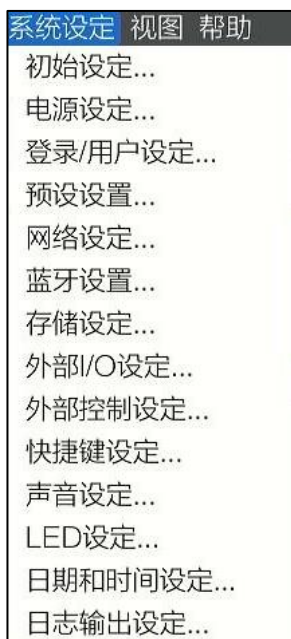 系统设定 视图 帮助
初始设定...
电源设定...
登录/用户设定...
预设设置...
网络设定...
蓝牙设置...
存储设定...
外部I/O设定...
外部控制设定...
快捷键设定...
声音设定...
LED设定...
日期和时间设定...
日志输出设定...